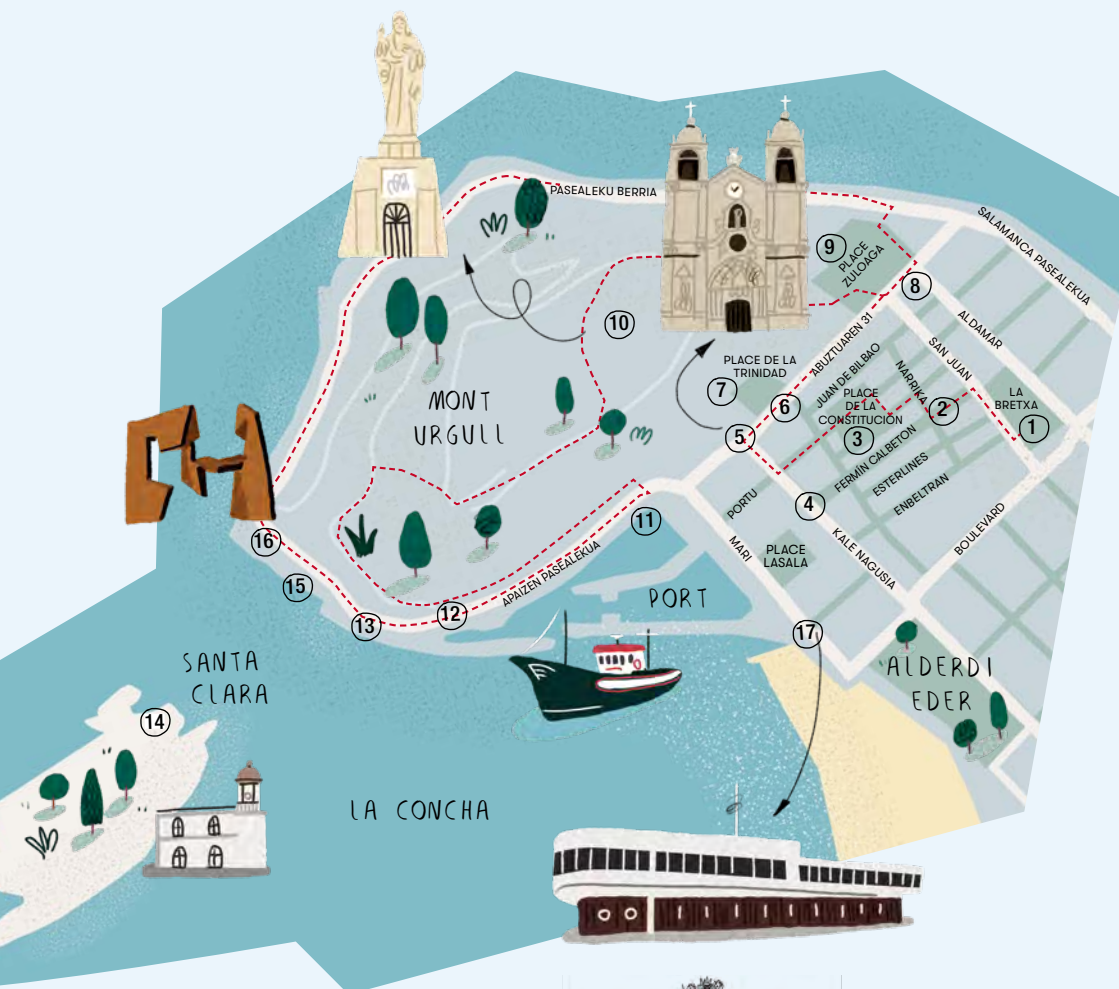 PASEALEKU BERRIA
SALAMANCA PASEALEKUA
9
PLACE
ZULOAGA
8
ALDAMAR
10
ABUZTUAREN 31
SAN JUAN
PLACE DE LA
TRINIDAD
7
JUAN DE BILBAO
NARRIKA
6
PLACE
DE LA
CONSTITUCIÓN
3
2
LA
BRETXA
1
MONT
URGULL
5
FERMÍN CALBETON
ESTERLINES
ENBELTRAN
4
PORTU
11
MARI
PLACE
LASALA
KALE NAGUSIA
BOULEVARD
16
15
APAIZEN PASEALEKUA
12
13
PORT
17
SANTA
CLARA
ALDERDI
EDER
14
LA CONCHA